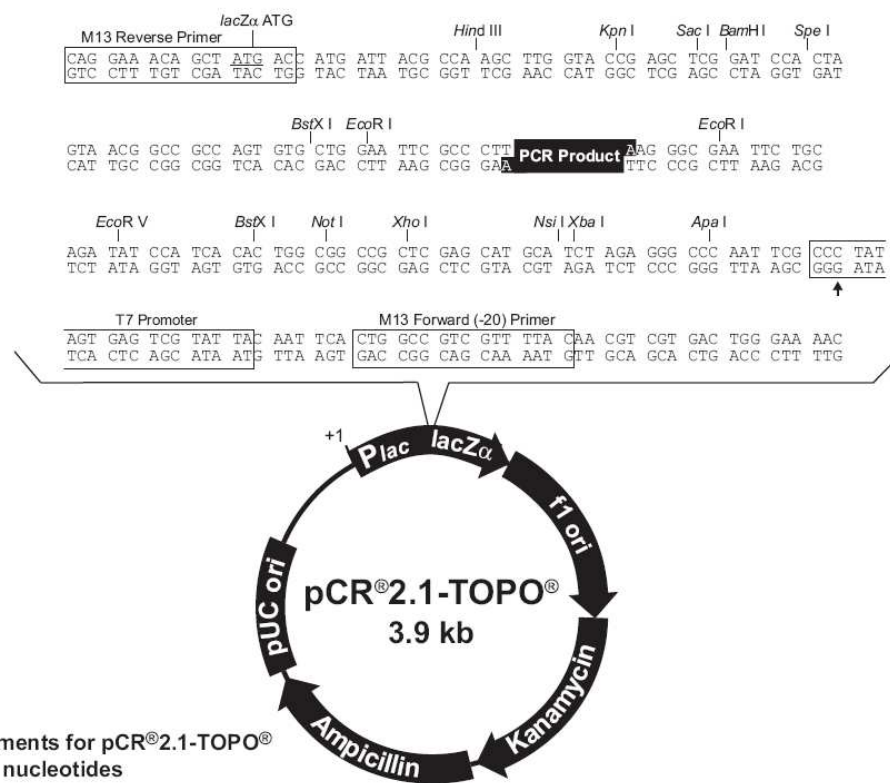 lacZα ATG
M13 Reverse Primer
Hind III
Kpn I
Sac I
BamH I
Spe I
CAG GAA ACA GCT ATG ACC ATG ATT ACG CCA AGC TTG GTA CCG AGC TCG GAT CCA CTA
GTC CTT TGT CGA TAC TGG TAC TAA TGC GGT TCG AAC CAT GGC TCG AGC CTA GGT GAT
BstX I
EcoR I
EcoR I
GTA ACG GCC GCC AGT GTG CTG GAA TTC GCC CTT PCR Product AAG GGC GAA TTC TGC
CAT TGC CGG CGG TCA CAC GAC CTT AAG CGG GAA TTC CCG CTT AAG ACG
EcoR V
BstX I
Not I
Xho I
Nsi I
Xba I
Apa I
AGA TAT CCA TCA CAC TGG CGG CCG CTC GAG CAT GCA TCT AGA GGG CCC AAT TCG CCC TAT
TCT ATA GGT AGT GTG ACC GCC GGC GAG CTC GTA CGT AGA TCT CCC GGG TTA AGC GGG ATA
T7 Promoter
M13 Forward (-20) Primer
AGT GAG TCG TAT TAC AAT TCA CTG GCC GTC GTT TTA CAA CGT CGT GAC TGG GAA AAC
TCA CTC AGC ATA ATG TTA AGT GAC CGG CAG CAA AAT GTT GCA GCA CTG ACC CTT TTG
+1
Plac
lacZα
f1 ori
pUC ori
pCR®2.1-TOPO®
3.9 kb
Kanamycin
Ampicillin
ments for pCR®2.1-TOPO®
nucleotides